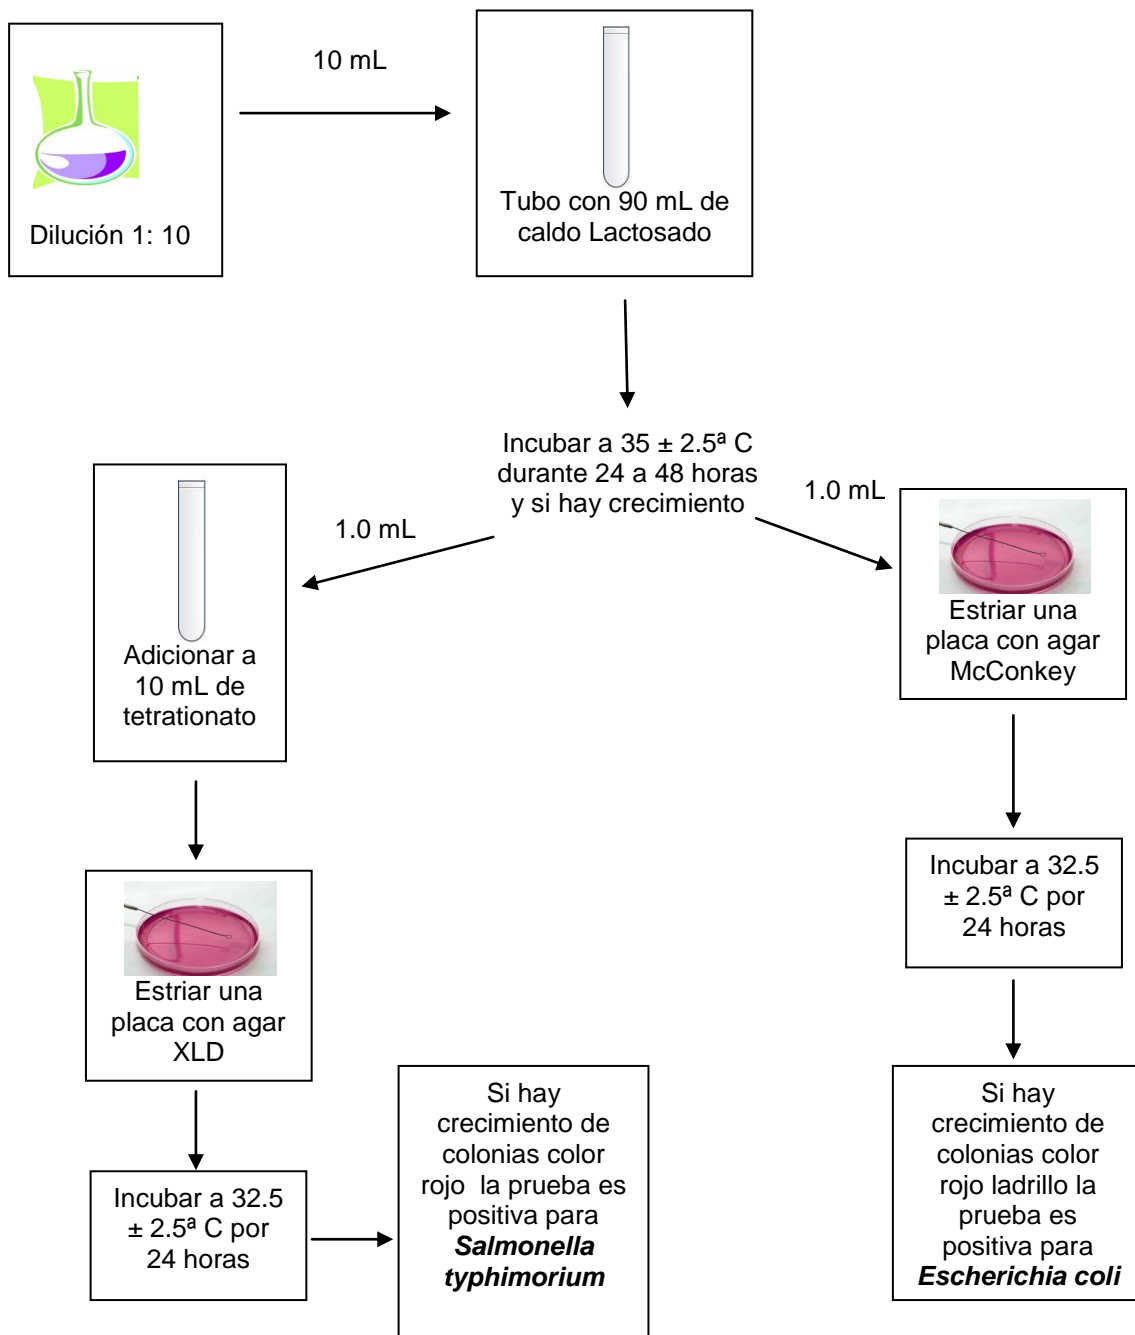 10 mL
Dilución 1: 10
Tubo con 90 mL de
caldo Lactosado
Incubar a 35 ± 2.5ª C
durante 24 a 48 horas
y si hay crecimiento
1.0 mL
1.0 mL
Adicionar a
10 mL de
tetrationato
Estriar una
placa con agar
McConkey
Estriar una
placa con agar
XLD
Incubar a 32.5
± 2.5ª C por
24 horas
Incubar a 32.5
± 2.5ª C por
24 horas
Si hay
crecimiento de
colonias color
rojo la prueba es
positiva para
Salmonella
typhimorium
Si hay
crecimiento de
colonias color
rojo ladrillo la
prueba es
positiva para
Escherichia coli